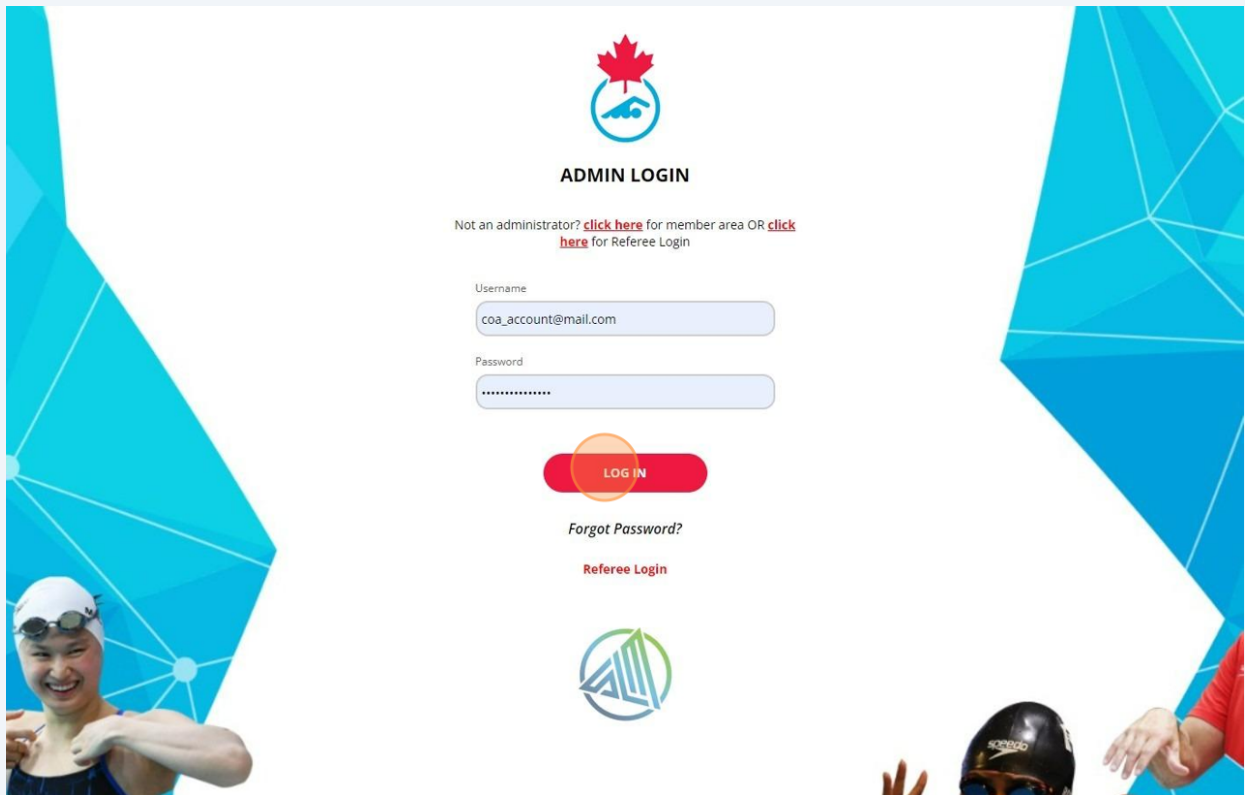 ADMIN LOGIN
Not an administrator? click here for member area OR click
here for Referee Login
Username
coa_account@mail.com
Password
•••••••••••••••
LOG IN
Forgot Password?
Referee Login
speedo